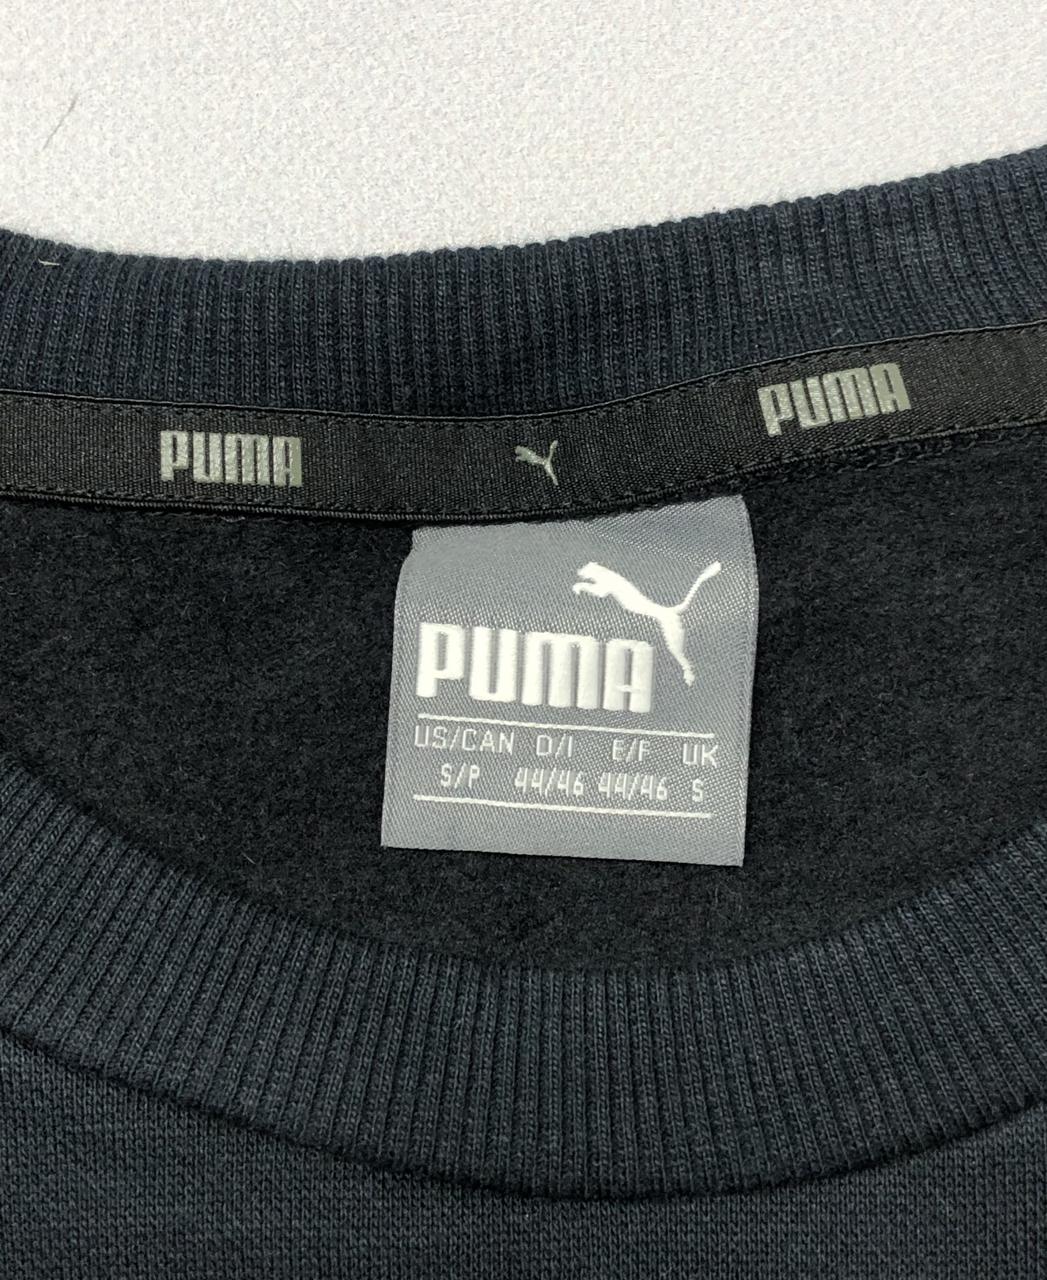 PUMA PUMA
PUMA
US/CAN D/I E/F UK
S/P 44/46 44/46 S